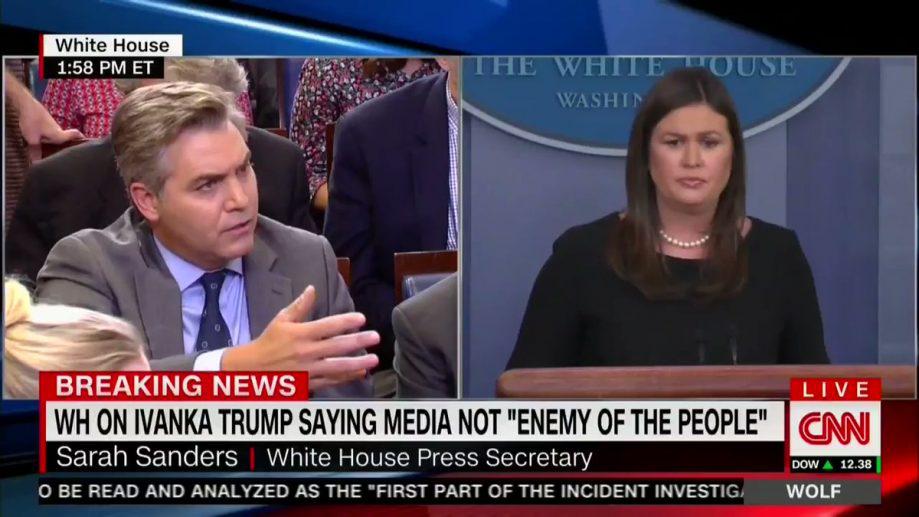 White House
1:58 PM ET
THE WHITE HOUSE
BREAKING NEWS
WH ON IVANKA TRUMP SAYING MEDIA NOT "ENEMY OF THE PEOPLE"
Sarah Sanders | White House Press Secretary
LIVE
CNN
DOW ▲ 12.38
O BE READ AND ANALYZED AS THE "FIRST PART OF THE INCIDENT INVESTIGA
WOLF